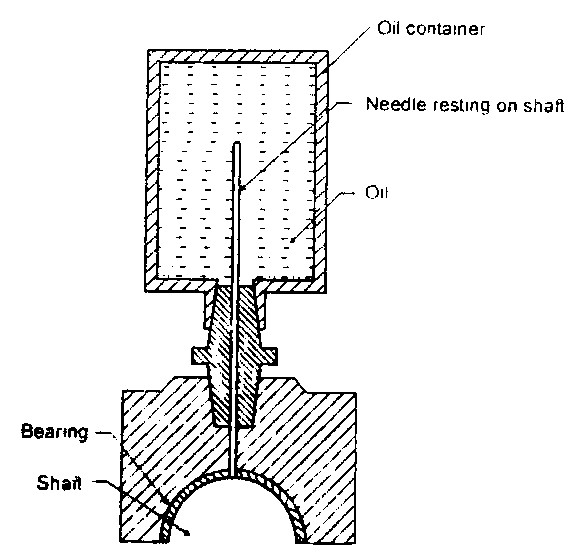 Oil container
Needle resting on shaft
Oil
Bearing
Shaft